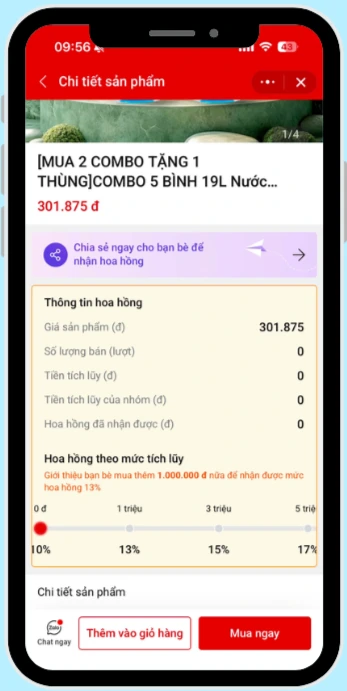 09:56
43
Chi tiết sản phẩm
1/4
[MUA 2 COMBO TẶNG 1
THÙNG]COMBO 5 BÌNH 19L Nước...
301.875 đ
Chia sẻ ngay cho bạn bè để
nhận hoa hồng
Thông tin hoa hồng
Giá sản phẩm (đ) 301.875
Số lượng bán (lượt) 0
Tiền tích lũy (đ) 0
Tiền tích lũy của nhóm (đ) 0
Hoa hồng đã nhận được (đ) 0
Hoa hồng theo mức tích lũy
Giới thiệu bạn bè mua thêm 1.000.000 đ nữa để nhận được mức
hoa hồng 13%
0 đ 1 triệu 3 triệu 5 triệ
10% 13% 15% 17%
Chi tiết sản phẩm
Zalo
Chat ngay
Thêm vào giỏ hàng
Mua ngay